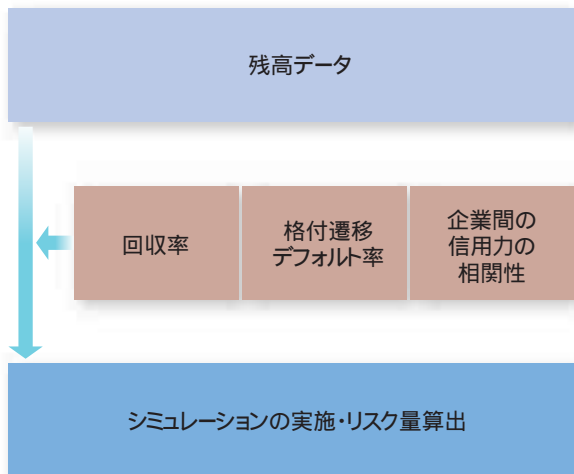 残高データ
回収率
格付遷移
デフォルト率
企業間の
信用力の
相関性
シミュレーションの実施・リスク量算出